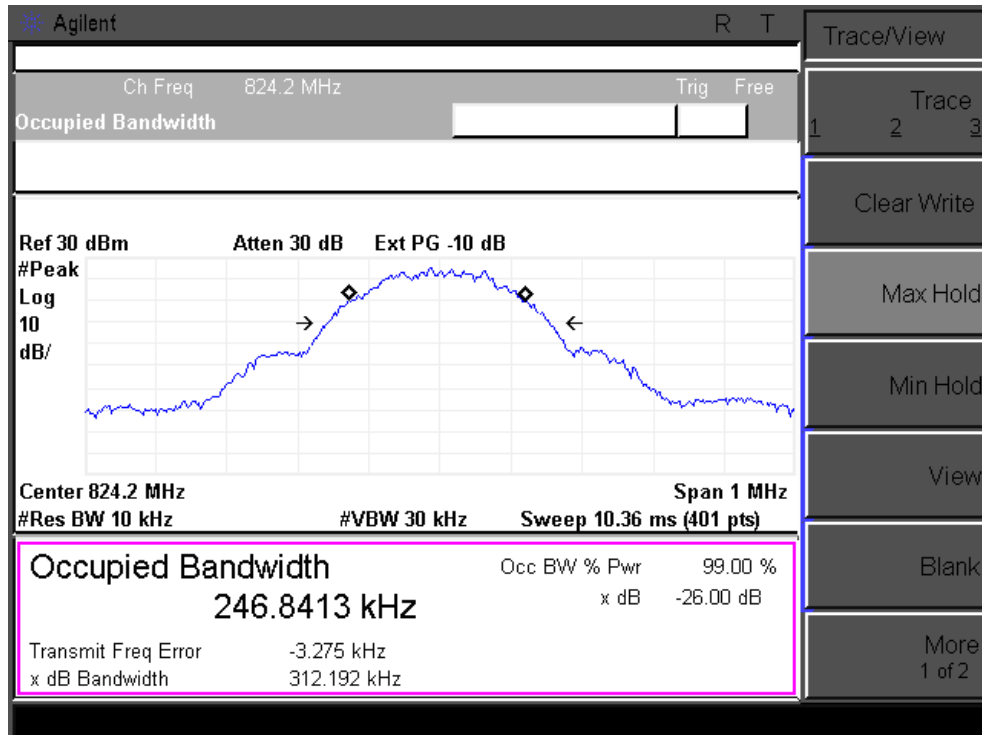 Agilent R T
Trace/View
Ch Freq 824.2 MHz Trig Free
Occupied Bandwidth
Trace
1 2 3
Clear Write
Ref 30 dBm Atten 30 dB Ext PG -10 dB
#Peak
Log
10
dB/
Max Hold
Min Hold
View
Center 824.2 MHz Span 1 MHz
#Res BW 10 kHz #VBW 30 kHz Sweep 10.36 ms (401 pts)
Occupied Bandwidth Occ BW % Pwr 99.00 %
246.8413 kHz x dB -26.00 dB
Blank
Transmit Freq Error -3.275 kHz
x dB Bandwidth 312.192 kHz
More
1 of 2